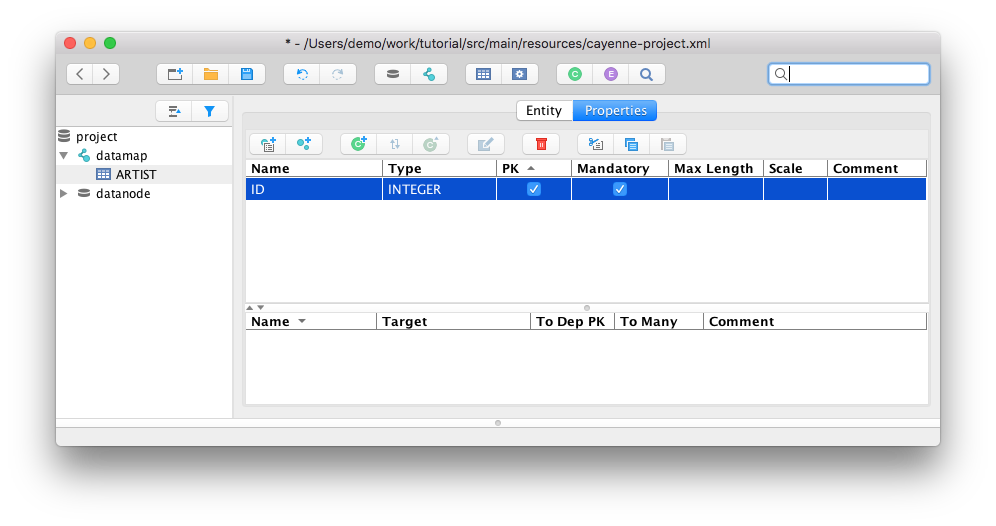 * - /Users/demo/work/tutorial/src/main/resources/cayenne-project.xml
C E
Entity Properties
project
datamap
ARTIST
datanode
C C
Name Type PK Mandatory Max Length Scale Comment
ID INTEGER
Name Target To Dep PK To Many Comment